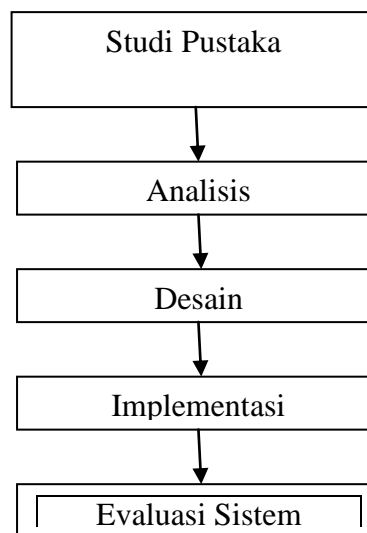 Studi Pustaka
Analisis
Desain
Implementasi
Evaluasi Sistem